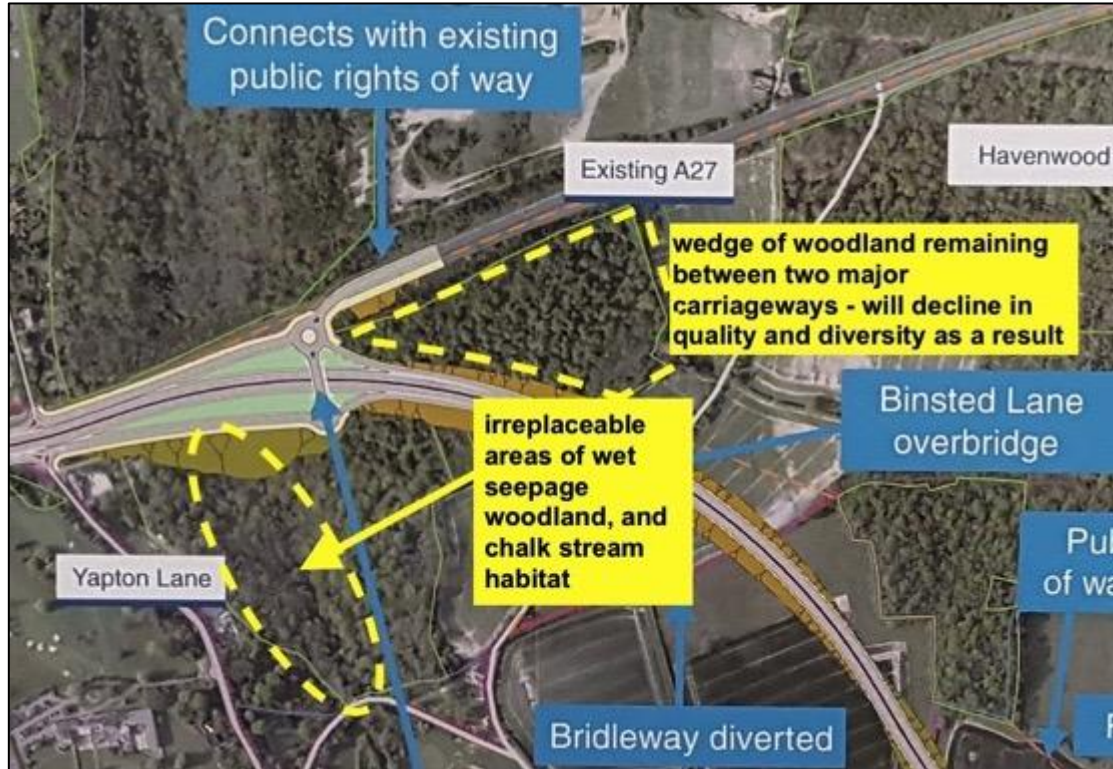 Connects with existing
public rights of way
Existing A27
Havenwood
wedge of woodland remaining
between two major
carriageways - will decline in
quality and diversity as a result
Binsted Lane
overbridge
irreplaceable
areas of wet
seepage
woodland, and
chalk stream
habitat
Yapton Lane
of wa
Bridleway diverted